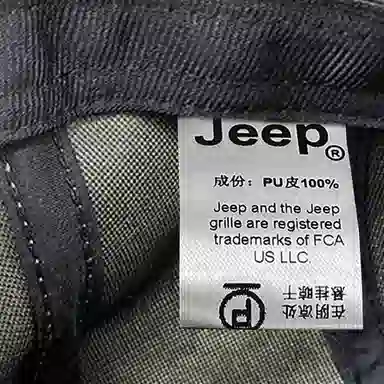 Jeep®
成份：PU皮100%
Jeep and the Jeep
grille are registered
trademarks of FCA
US LLC.
P
在阴凉处
悬挂晾干